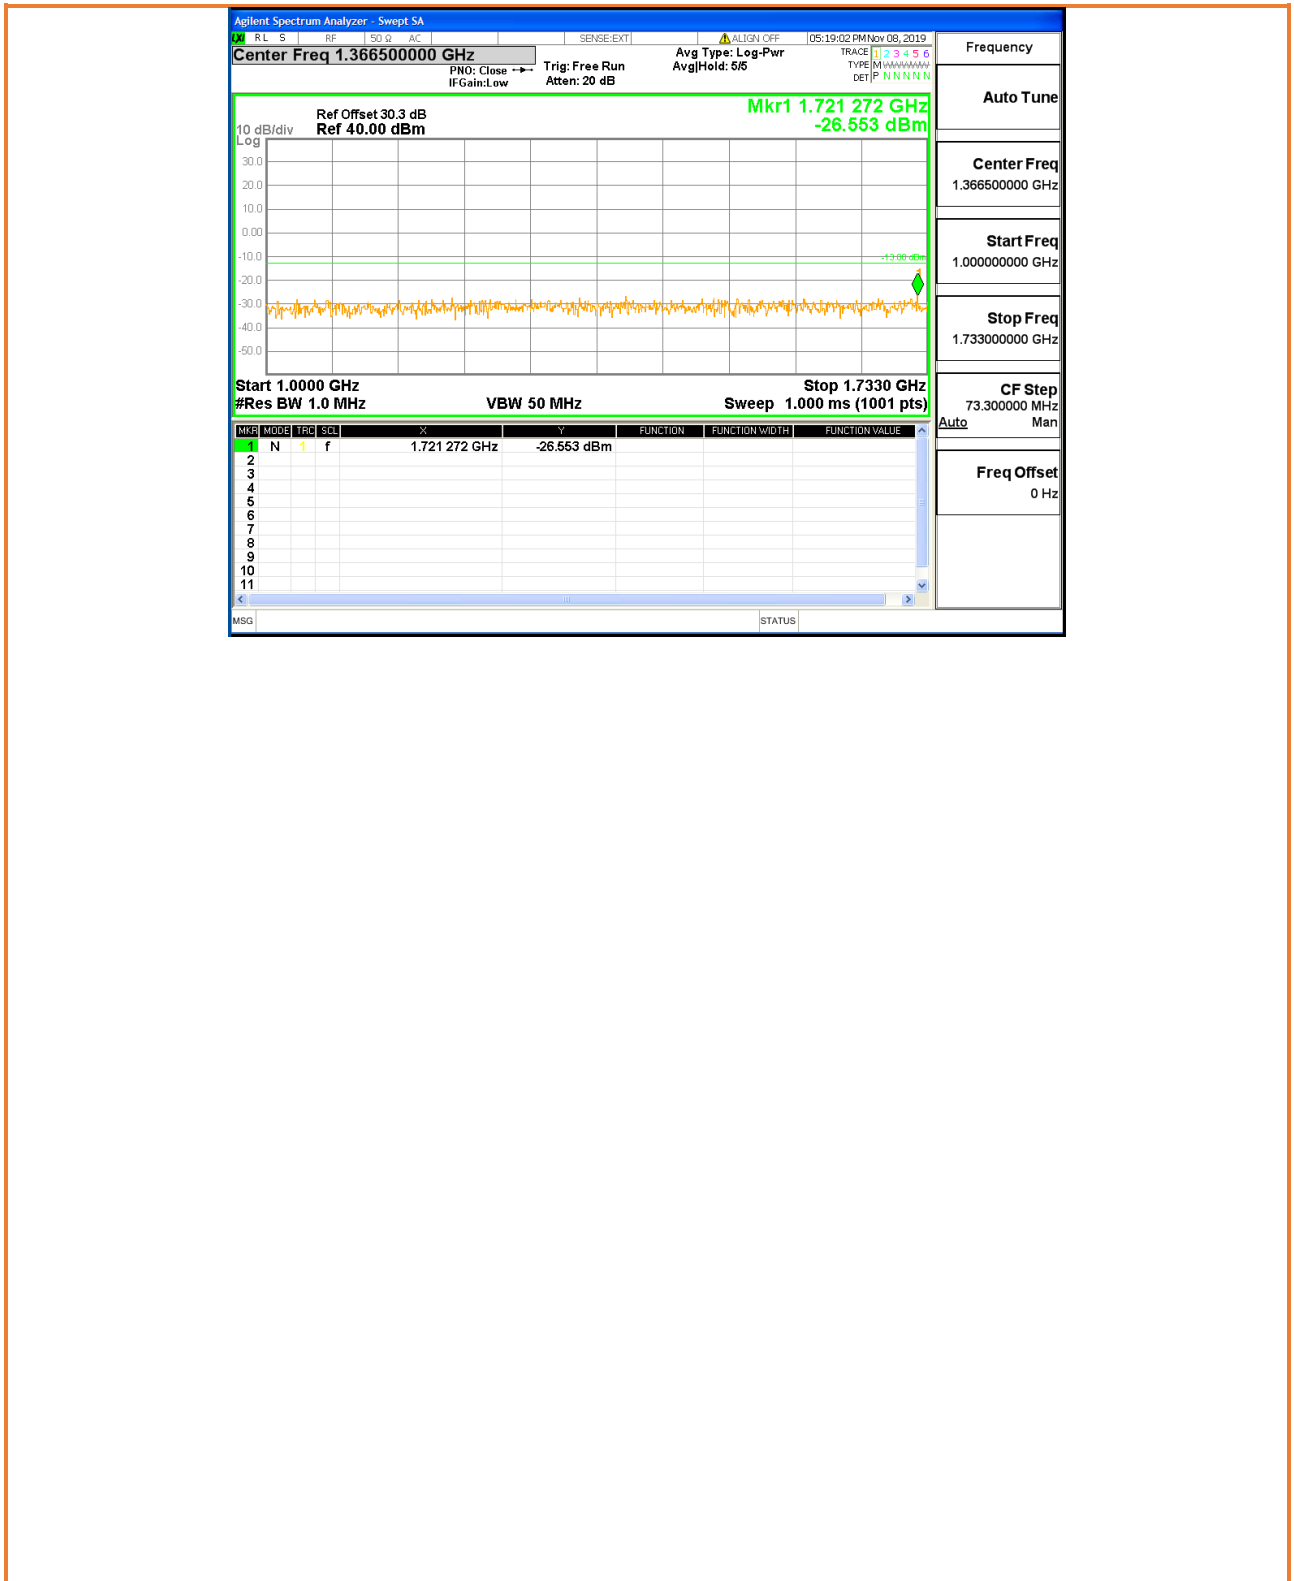 Agilent Spectrum Analyzer - Swept SA
LXI RL S RF 50 Ω AC SENSE:EXT ALIGN OFF 05:19:02 PM Nov 08, 2019
Center Freq 1.366500000 GHz
PNO: Close
IFGain:Low
Trig: Free Run
Atten: 20 dB
Avg Type: Log-Pwr
Avg|Hold: 5/5
TRACE 1 2 3 4 5 6
TYPE M
DET P N N N N N
Mkr1 1.721 272 GHz
-26.553 dBm
Ref Offset 30.3 dB
Ref 40.00 dBm
10 dB/div
Log
30.0
20.0
10.0
0.00
-10.0
-20.0
-30.0
-40.0
-50.0
-13.00 dBm
1
Start 1.0000 GHz
Stop 1.7330 GHz
#Res BW 1.0 MHz
VBW 50 MHz
Sweep 1.000 ms (1001 pts)
MKR MODE TRC SCL X Y FUNCTION FUNCTION WIDTH FUNCTION VALUE
1 N 1 f 1.721 272 GHz -26.553 dBm
2
3
4
5
6
7
8
9
10
11
MSG
STATUS
Frequency
Auto Tune
Center Freq
1.366500000 GHz
Start Freq
1.000000000 GHz
Stop Freq
1.733000000 GHz
CF Step
73.300000 MHz
Auto Man
Freq Offset
0 Hz